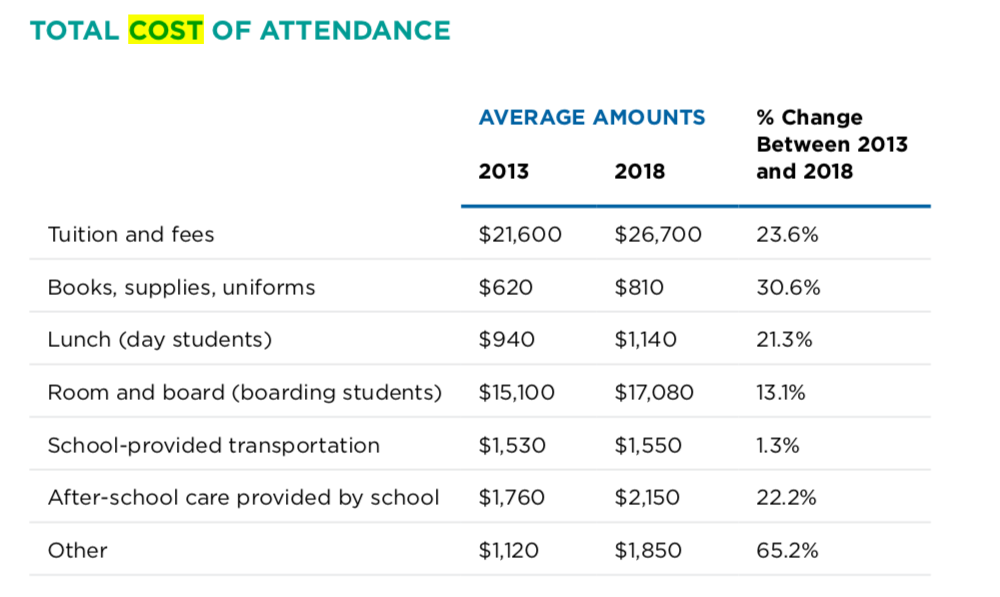 TOTAL COST OF ATTENDANCE
AVERAGE AMOUNTS % Change
Between 2013
2013 2018 and 2018
Tuition and fees $21,600 $26,700 23.6%
Books, supplies, uniforms $620 $810 30.6%
Lunch (day students) $940 $1,140 21.3%
Room and board (boarding students) $15,100 $17,080 13.1%
School-provided transportation $1,530 $1,550 1.3%
After-school care provided by school $1,760 $2,150 22.2%
Other $1,120 $1,850 65.2%